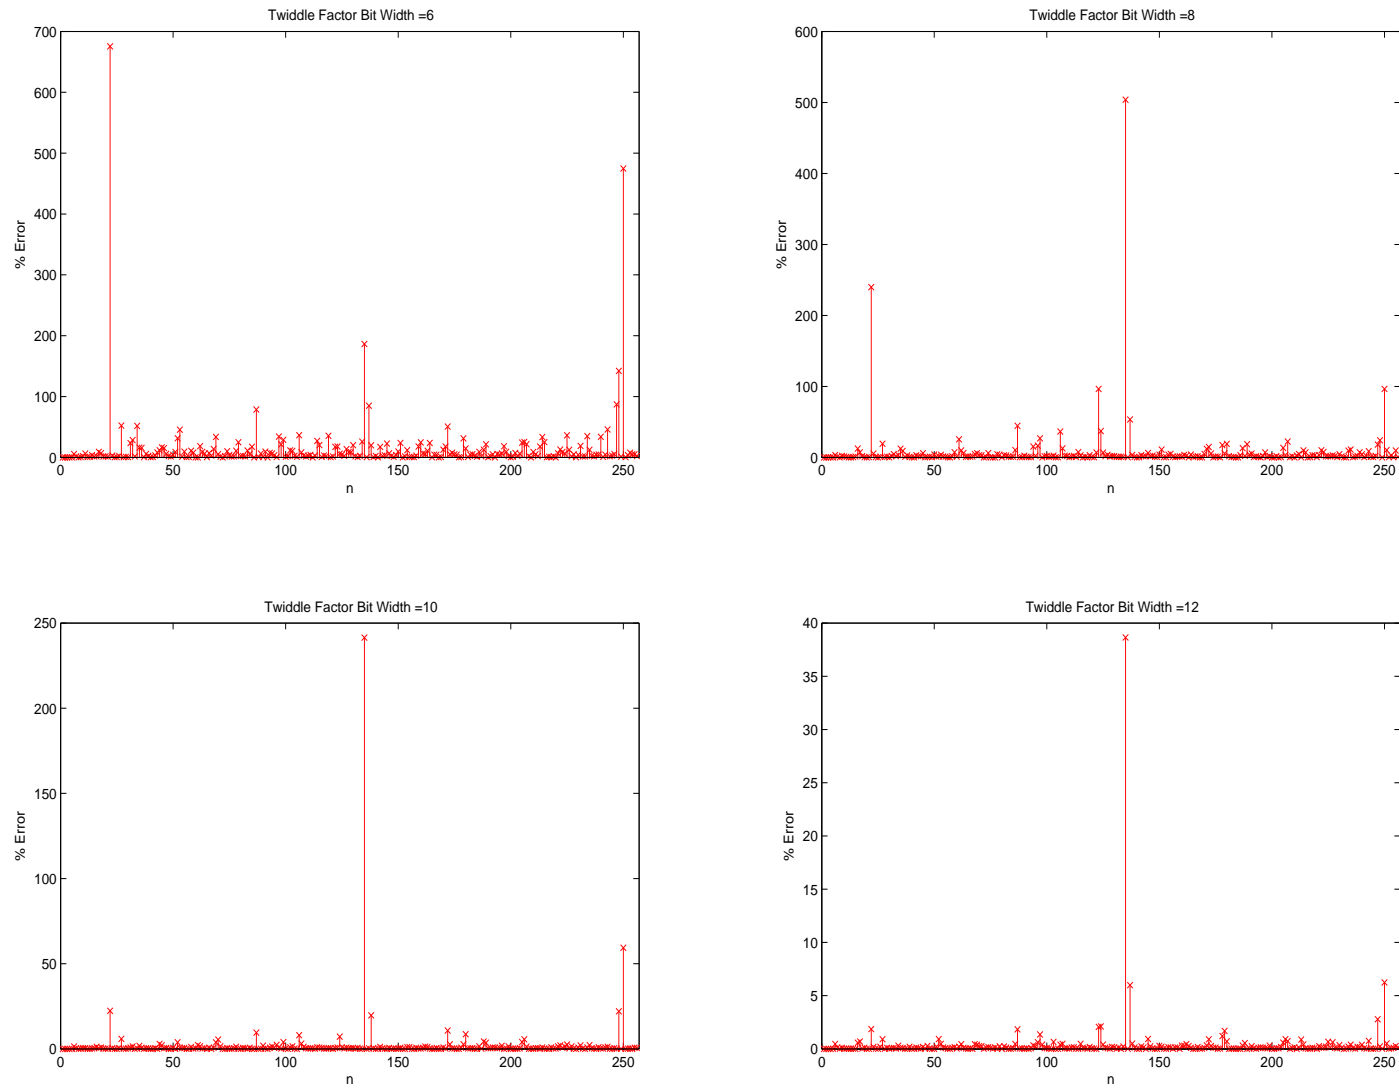 Twiddle Factor Bit Width =6
700
600
500
400
300
200
100
0
% Error
0 50 100 150 200 250
n
Twiddle Factor Bit Width =8
600
500
400
300
200
100
0
% Error
0 50 100 150 200 250
n
Twiddle Factor Bit Width =10
250
200
150
100
50
0
% Error
0 50 100 150 200 250
n
Twiddle Factor Bit Width =12
40
35
30
25
20
15
10
5
0
% Error
0 50 100 150 200 250
n